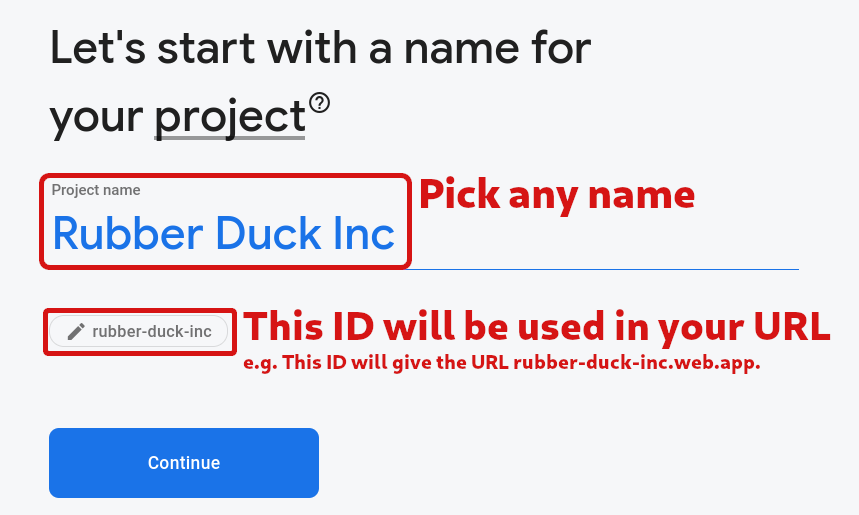 Let's start with a name for
your project
Project name
Rubber Duck Inc
Pick any name
rubber-duck-inc
This ID will be used in your URL
e.g. This ID will give the URL rubber-duck-inc.web.app.
Continue